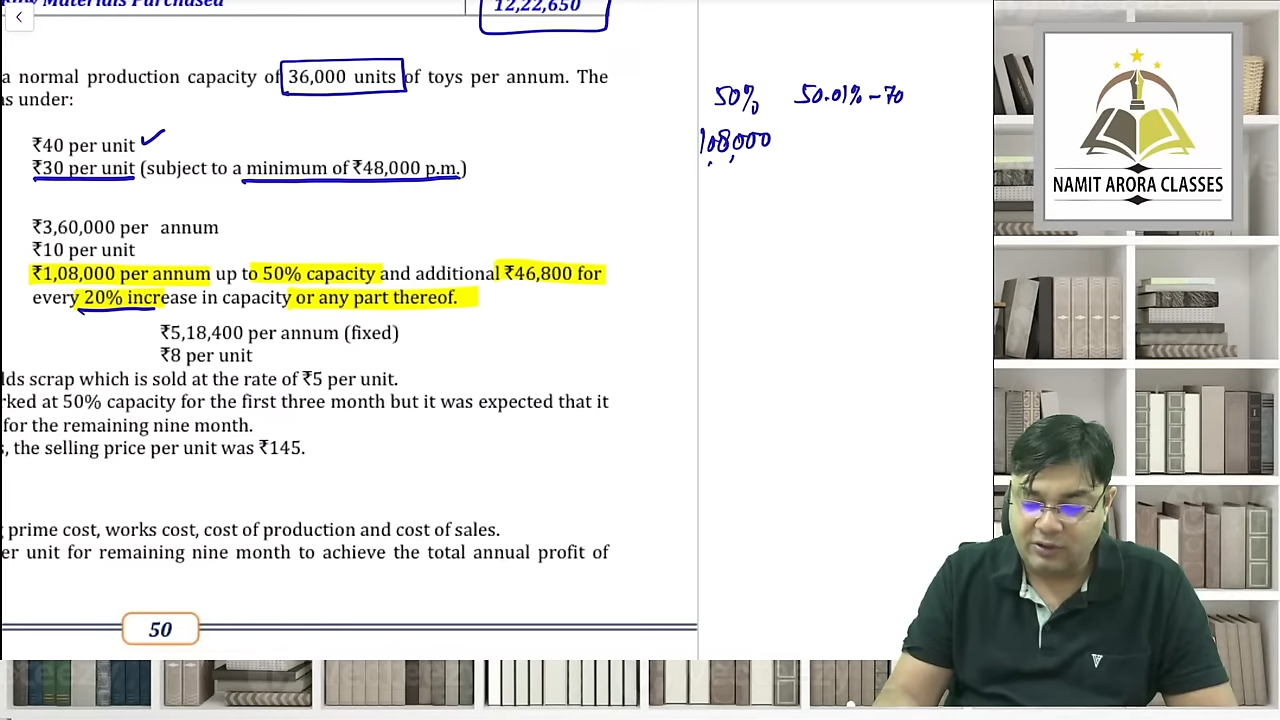 Raw Materials Purchased 12,22,650
a normal production capacity of 36,000 units of toys per annum. The
s under:
₹40 per unit
₹30 per unit (subject to a minimum of ₹48,000 p.m.)
₹3,60,000 per annum
₹10 per unit
₹1,08,000 per annum up to 50% capacity and additional ₹46,800 for
every 20% increase in capacity or any part thereof.
₹5,18,400 per annum (fixed)
₹8 per unit
lds scrap which is sold at the rate of ₹5 per unit.
rked at 50% capacity for the first three month but it was expected that it
for the remaining nine month.
s, the selling price per unit was ₹145.
prime cost, works cost, cost of production and cost of sales.
er unit for remaining nine month to achieve the total annual profit of
50
50% 50.01% - 70
108,000
NAMIT ARORA CLASSES